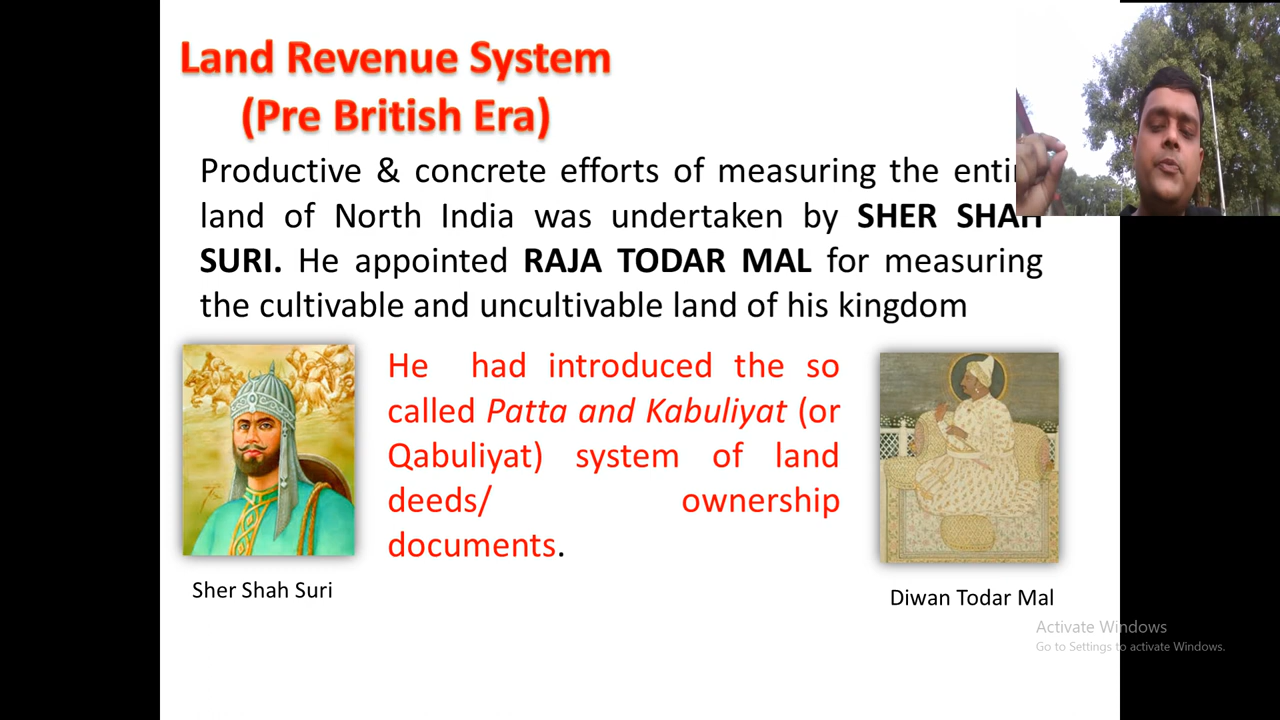 Land Revenue System
(Pre British Era)
Productive & concrete efforts of measuring the entire
land of North India was undertaken by SHER SHAH
SURI. He appointed RAJA TODAR MAL for measuring
the cultivable and uncultivable land of his kingdom
He had introduced the so
called Patta and Kabuliyat (or
Qabuliyat) system of land
deeds/ ownership
documents.
Sher Shah Suri
Diwan Todar Mal
Activate Windows
Go to Settings to activate Windows.